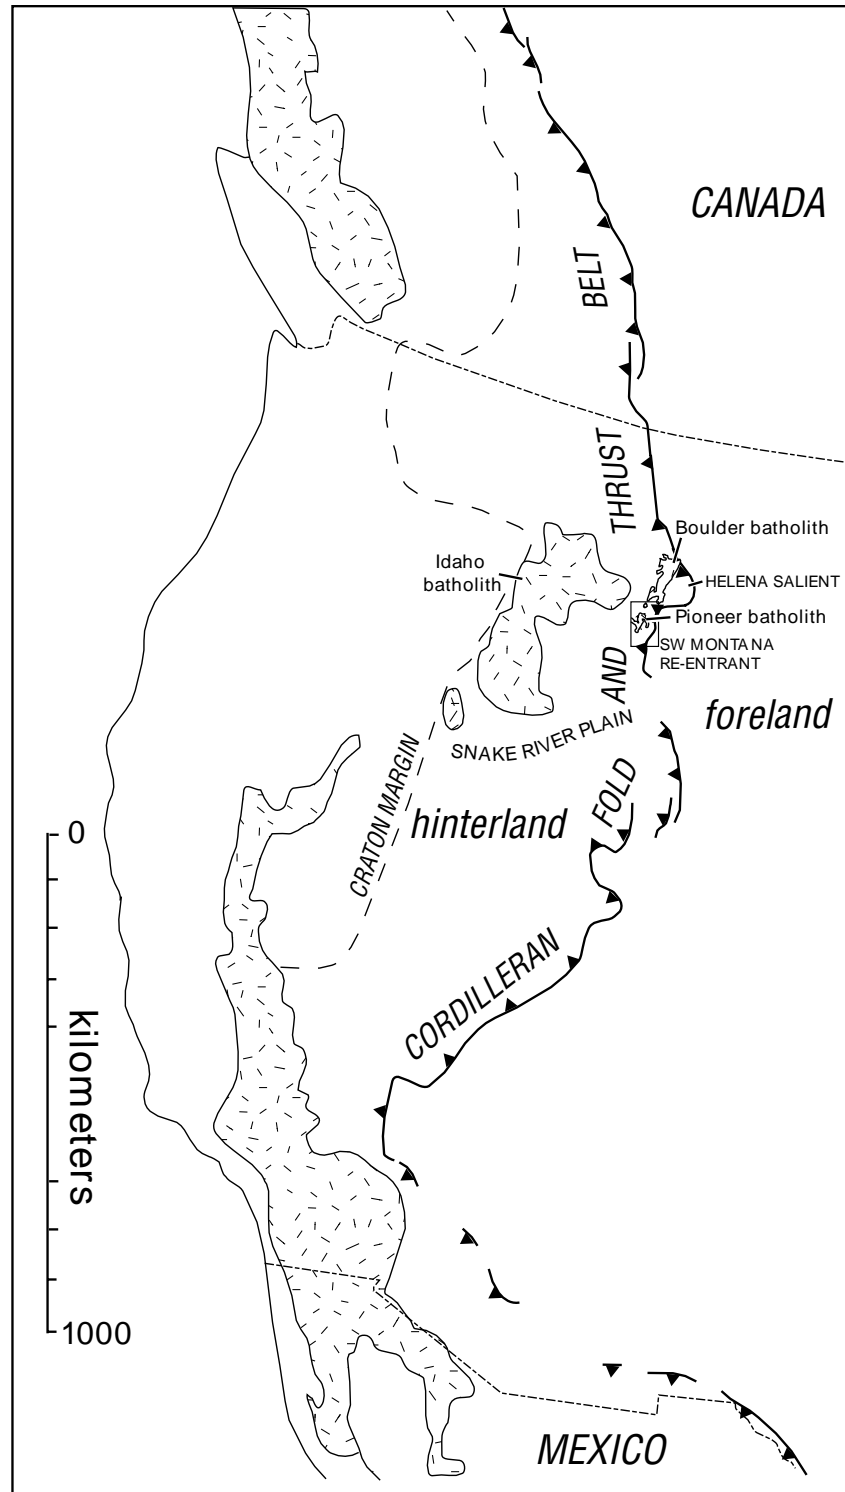 CANADA
BELT
THRUST
Boulder batholith
Idaho
batholith
HELENA SALIENT
Pioneer batholith
SW MONTANA
RE-ENTRANT
AND
foreland
SNAKE RIVER PLAIN
CRATON MARGIN
hinterland
FOLD
0
CORDILLERAN
kilometers
1000
MEXICO